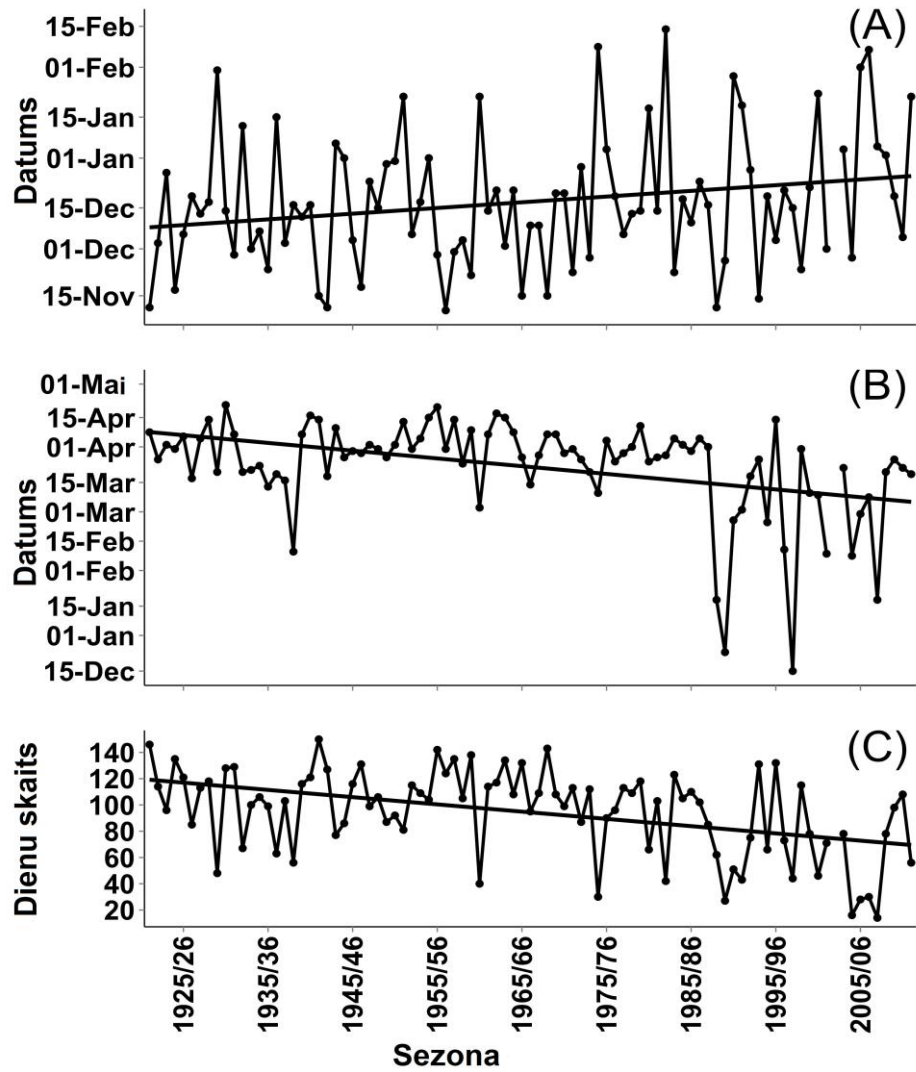 (A)
Datums
15-Feb
01-Feb
15-Jan
01-Jan
15-Dec
01-Dec
15-Nov
(B)
Datums
01-Mai
15-Apr
01-Apr
15-Mar
01-Mar
15-Feb
01-Feb
15-Jan
01-Jan
15-Dec
(C)
Dienu skaits
140
120
100
80
60
40
20
1925/26
1935/36
1945/46
1955/56
1965/66
1975/76
1985/86
1995/96
2005/06
Sezona